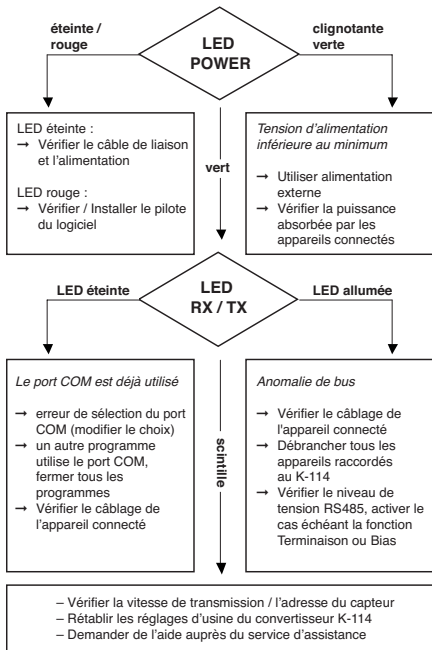 éteinte /
rouge
LED
POWER
clignotante
verte
LED éteinte :
→ Vérifier le câble de liaison
et l'alimentation
LED rouge :
→ Vérifier / Installer le pilote
du logiciel
vert
Tension d'alimentation
inférieure au minimum
→ Utiliser alimentation
externe
→ Vérifier la puissance
absorbée par les
appareils connectés
LED éteinte
LED
RX / TX
LED allumée
Le port COM est déjà utilisé
→ erreur de sélection du port
COM (modifier le choix)
→ un autre programme
utilise le port COM,
fermer tous les
programmes
→ Vérifier le câblage de
l'appareil connecté
scintille
Anomalie de bus
→ Vérifier le câblage de
l'appareil connecté
→ Débrancher tous les
appareils raccordés
au K-114
→ Vérifier le niveau de
tension RS485, activer le
cas échéant la fonction
Terminaison ou Bias
– Vérifier la vitesse de transmission / l'adresse du capteur
– Rétablir les réglages d'usine du convertisseur K-114
– Demander de l'aide auprès du service d'assistance